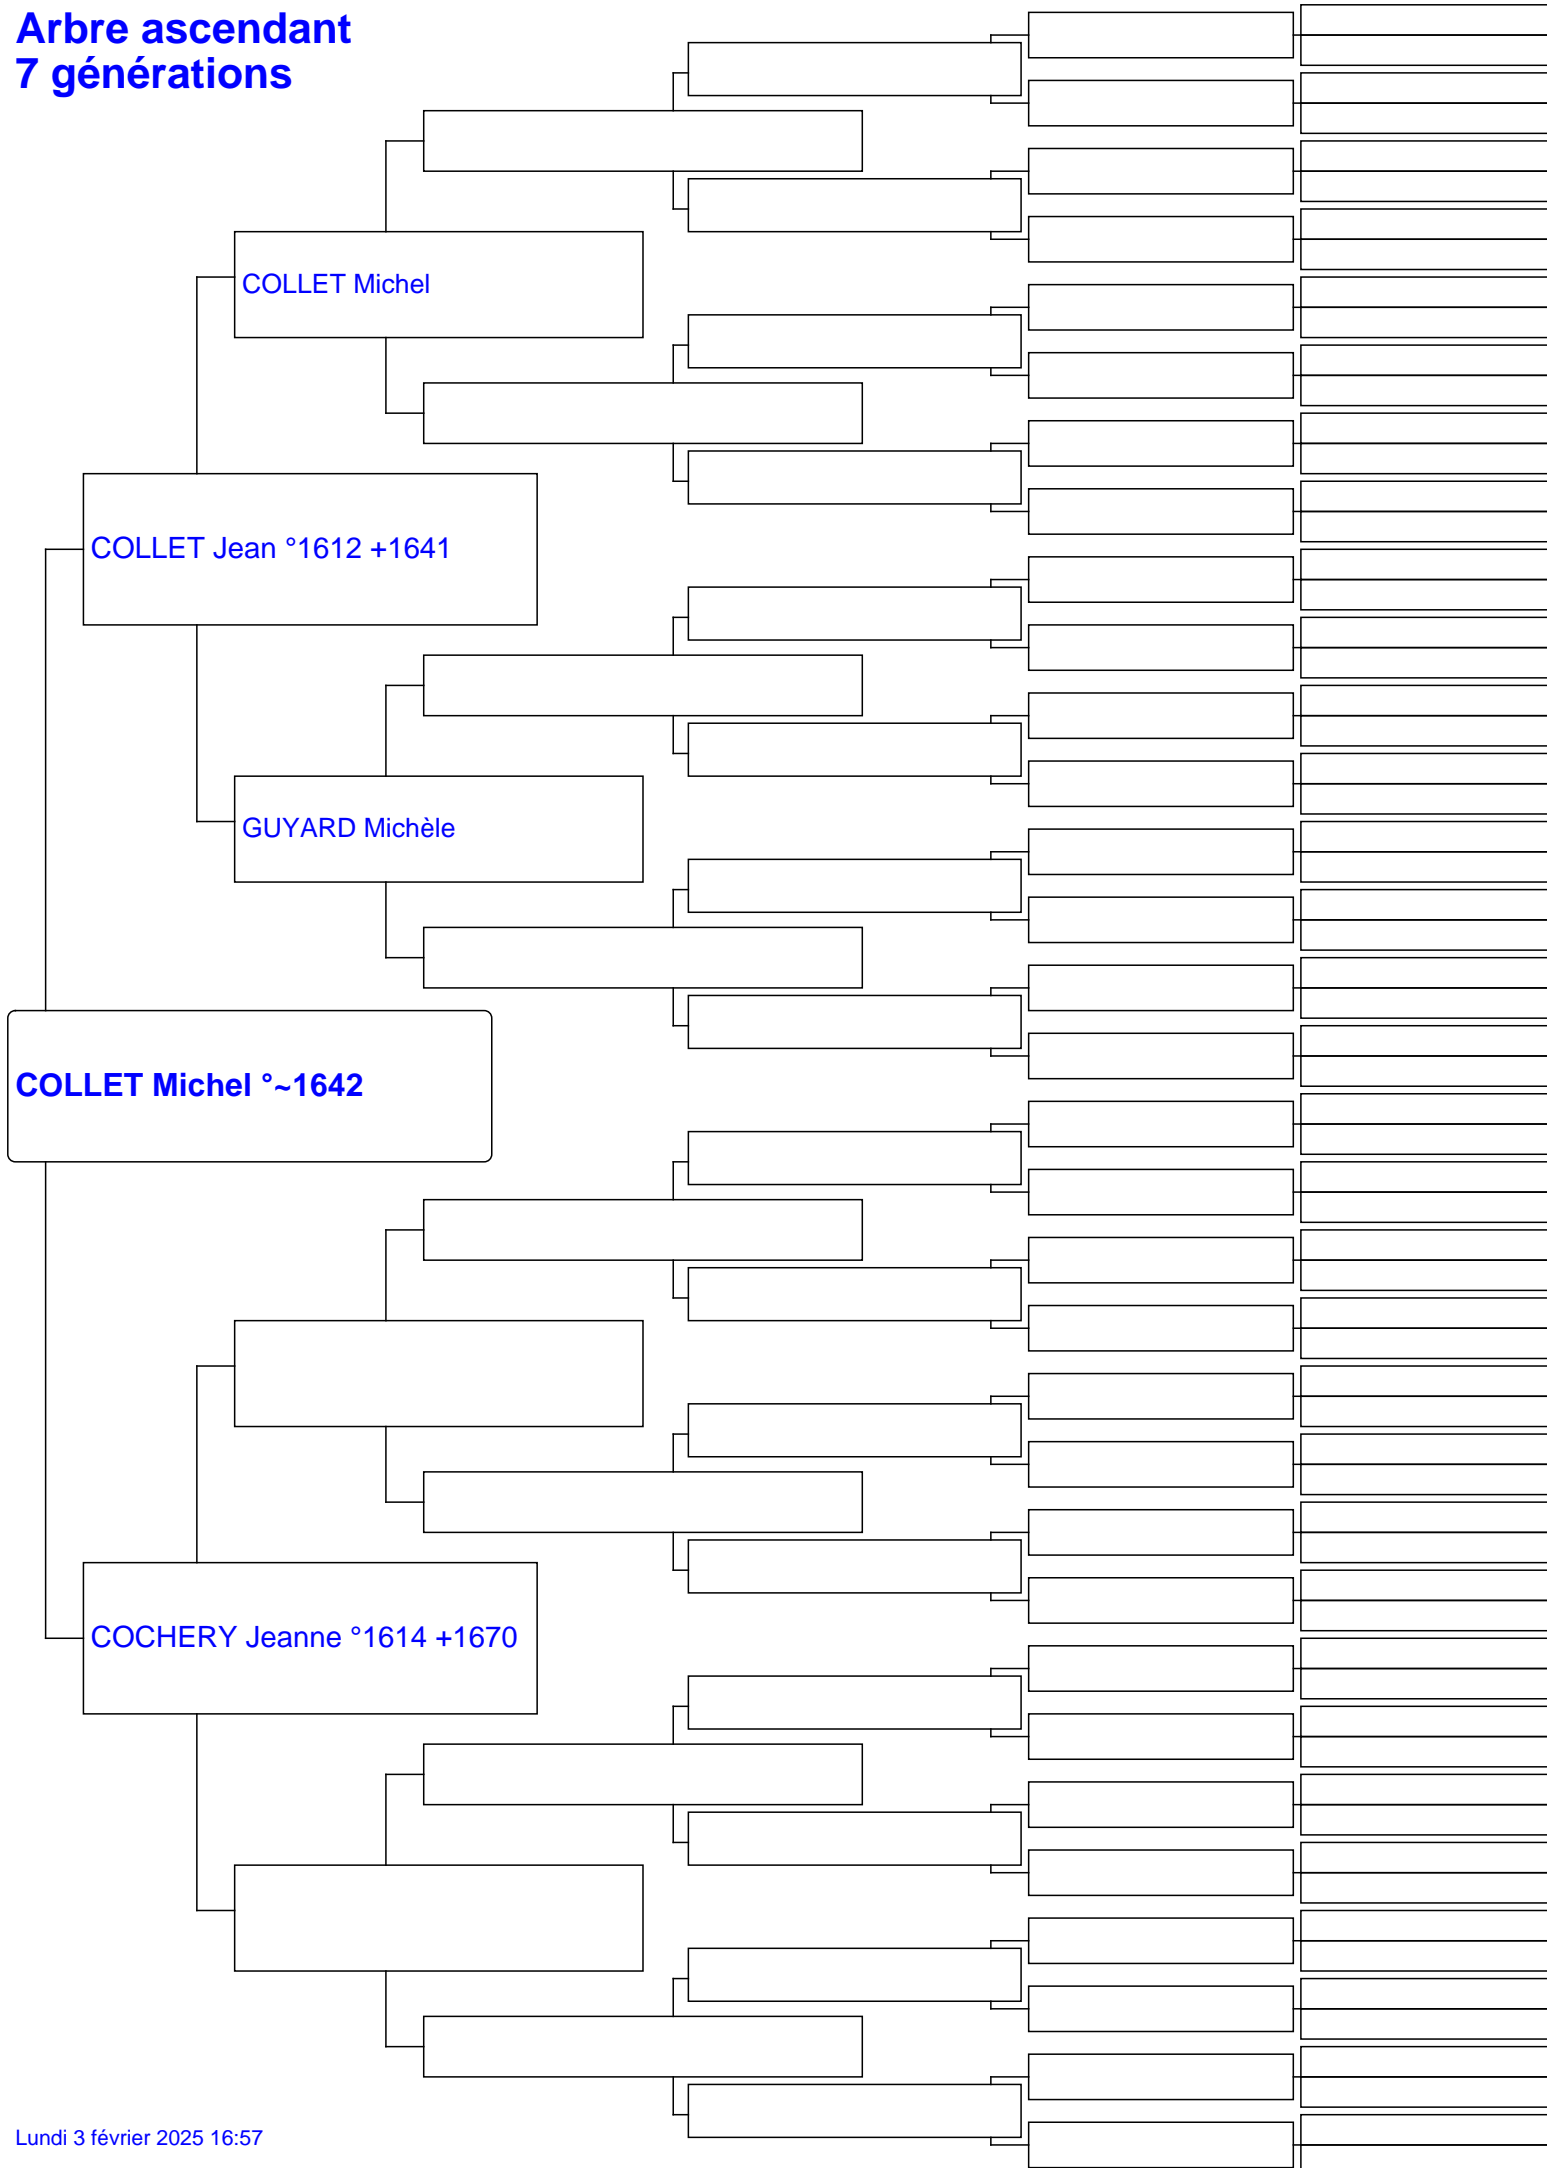 Arbre ascendant
7 générations
COLLET Michel
COLLET Jean °1612 +1641
GUYARD Michèle
COLLET Michel °~1642
COCHERY Jeanne °1614 +1670
Lundi 3 février 2025 16:57